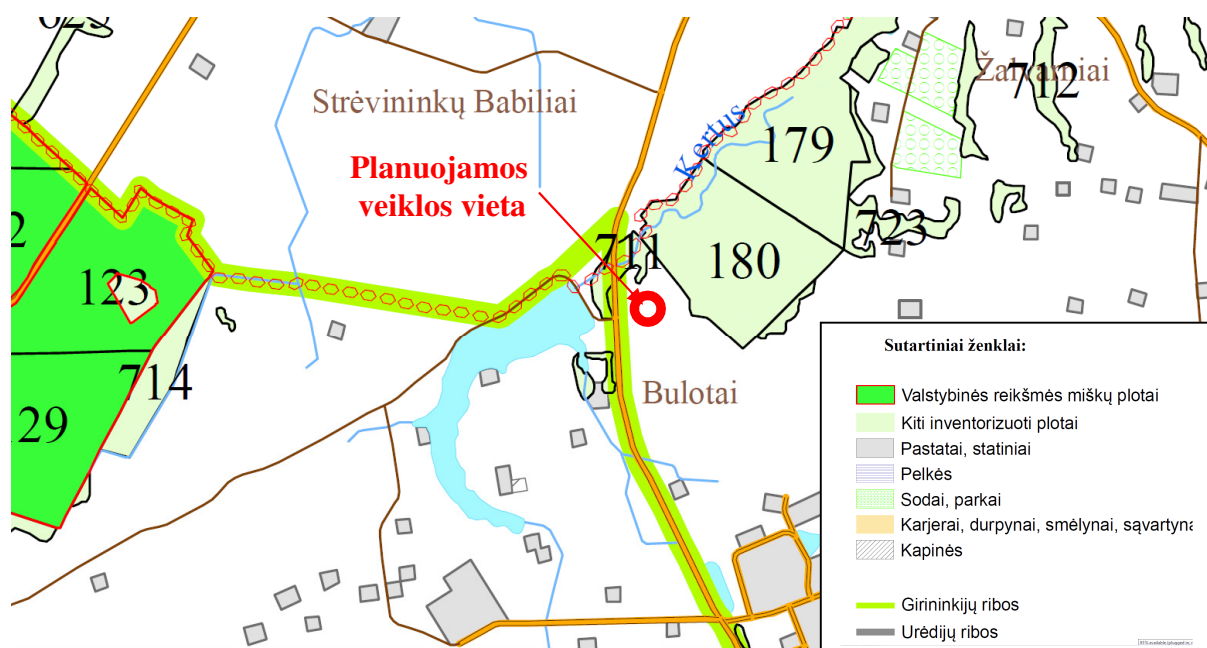 Žalvarniai
712
Strėvininkų Babiliai
Kertus
179
Planuojamos
veiklos vieta
711
723
180
123
Bulotai
714
129
Sutartiniai ženklai:
Valstybinės reikšmės miškų plotai
Kiti inventorizuoti plotai
Pastatai, statiniai
Pelkės
Sodai, parkai
Karjerai, durpynai, smėlynai, sąvartyna
Kapinės
Girininkijų ribos
Urėdijų ribos